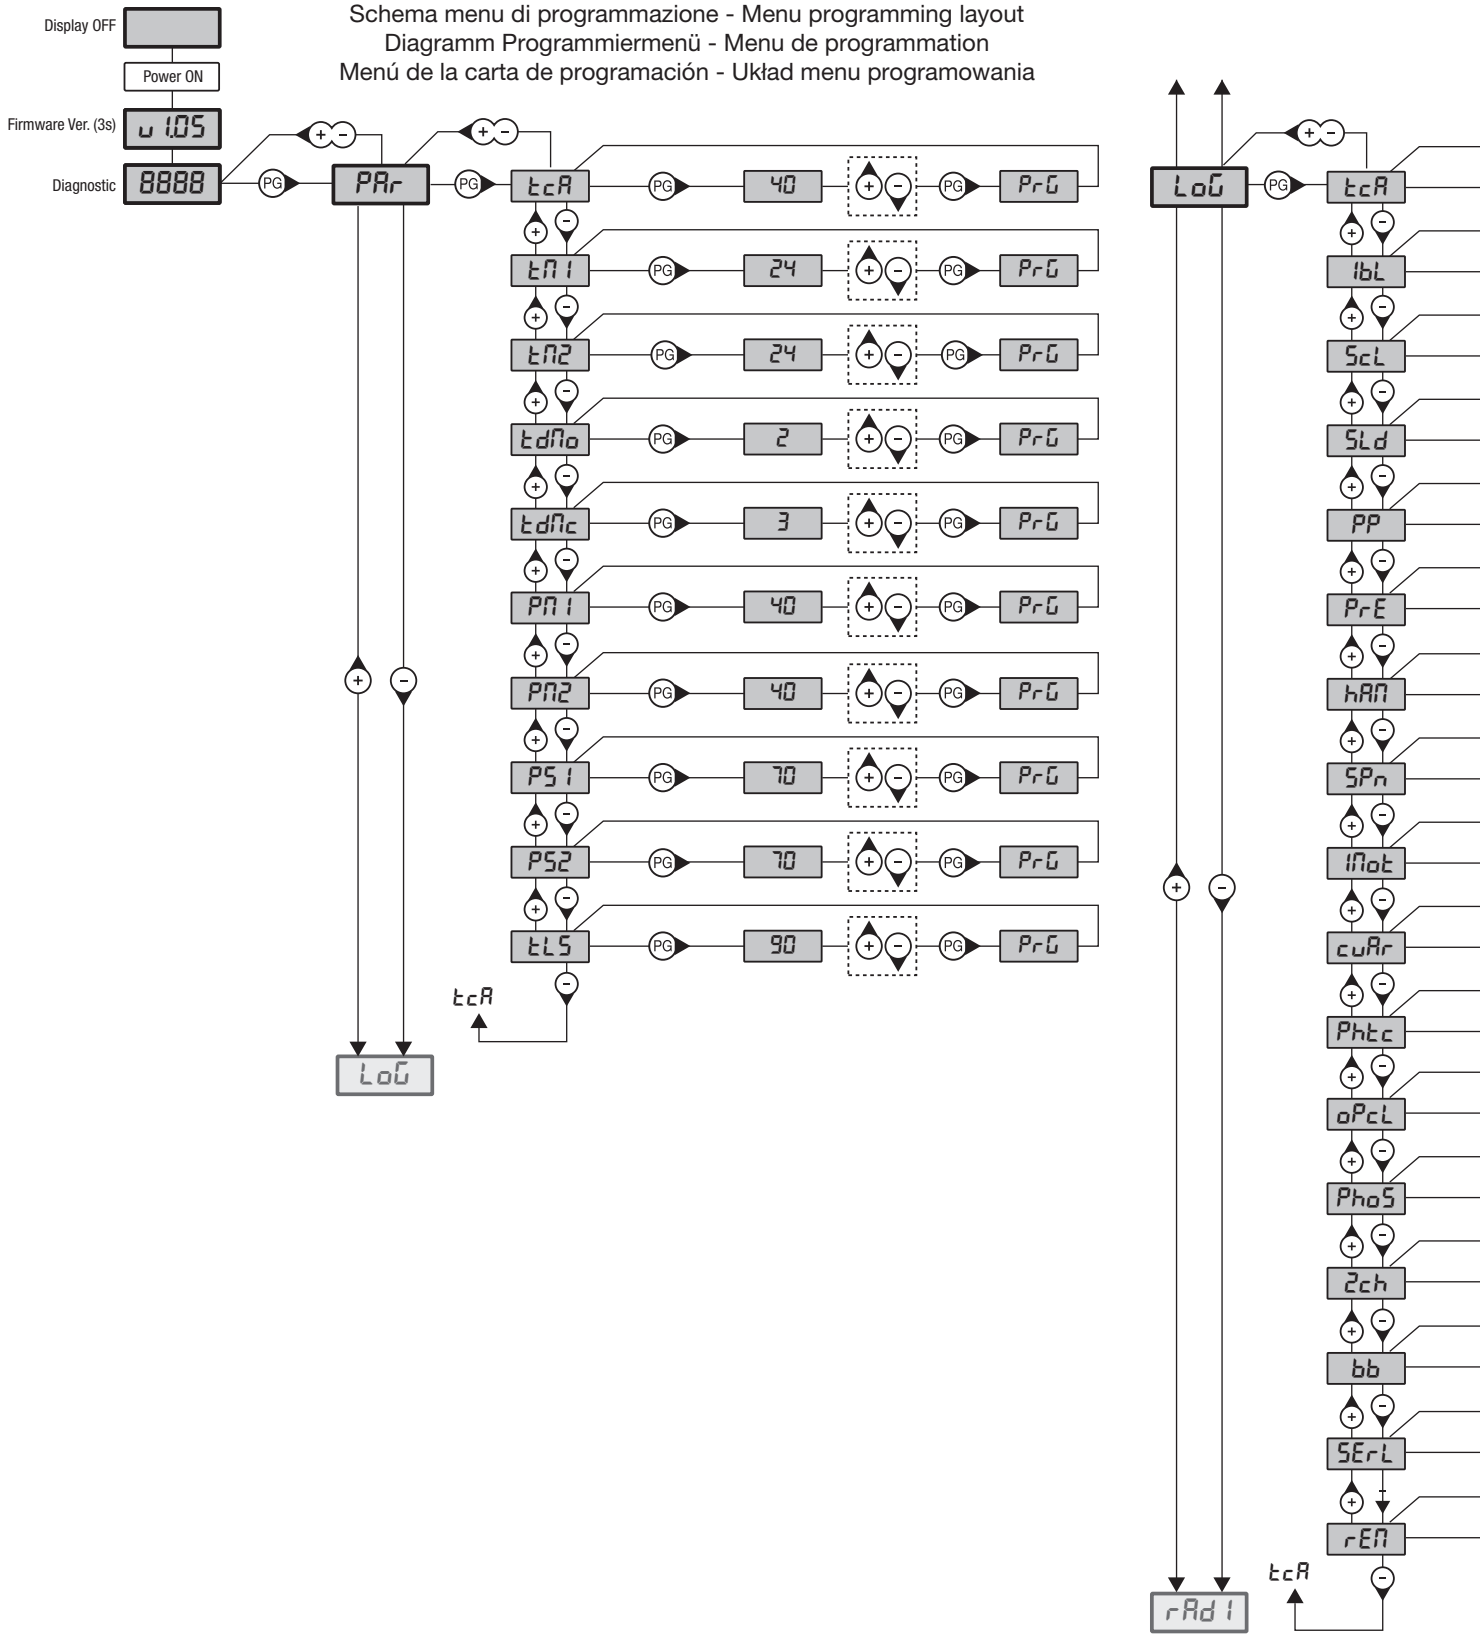 Schema menu di programmazione - Menu programming layout
Diagramm Programmiermenü - Menu de programmation
Menú de la carta de programación - Układ menu programowania
Display OFF
Power ON
Firmware Ver. (3s) v 1.05
Diagnostic 8888 PG PAr PG tcA PG 40 + - PG PrG
+ - + -
+ -
tM1 PG 24 + - PG PrG
+ -
tM2 PG 24 + - PG PrG
+ -
tdMo PG 2 + - PG PrG
+ -
tdMc PG 3 + - PG PrG
+ -
PM1 PG 40 + - PG PrG
+ -
PM2 PG 40 + - PG PrG
+ -
PS1 PG 70 + - PG PrG
+ -
PS2 PG 70 + - PG PrG
+ -
tLS PG 90 + - PG PrG
-
tcA
+ -
LoG
+ -
LoG PG tcA
+ -
IbL
+ -
ScL
+ -
SLd
+ -
PP
+ -
PrE
+ -
hAM
+ -
SPn
+ -
1Mot
+ -
cvAr
+ -
Phtc
+ -
oPcL
+ -
PhoS
+ -
2ch
+ -
bb
+ -
SErL
+ -
rEM
-
tcA
+ -
rAdI